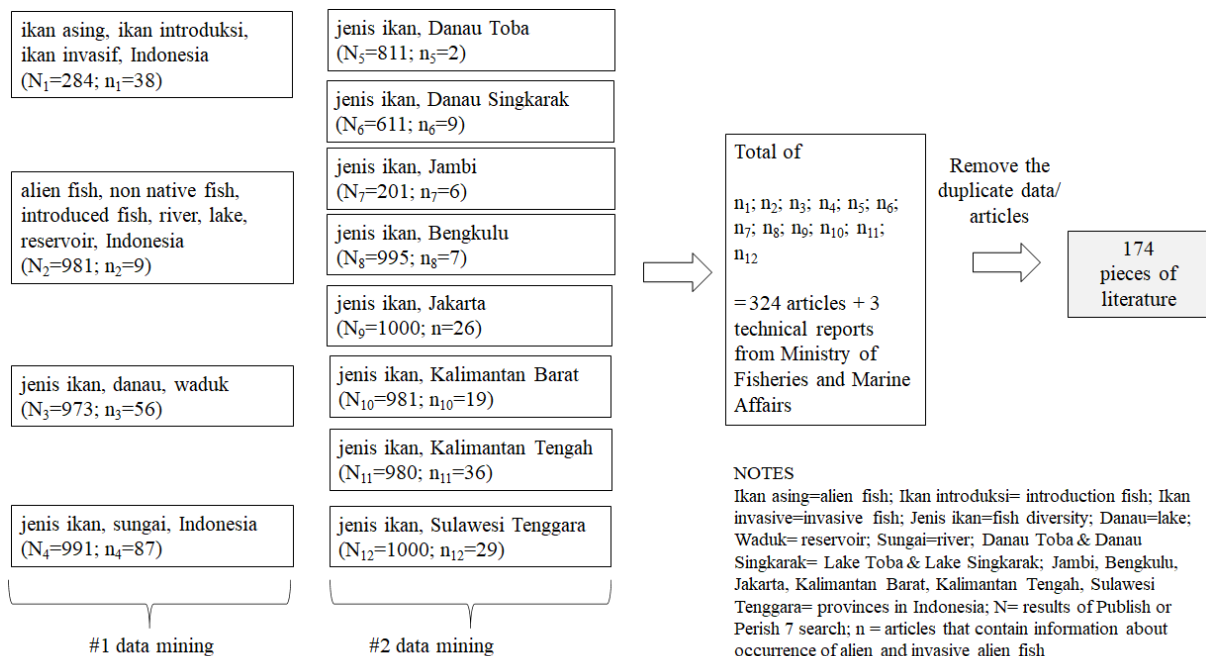 ikan asing, ikan introduksi,
ikan invasif, Indonesia
(N₁=284; n₁=38)
alien fish, non native fish,
introduced fish, river, lake,
reservoir, Indonesia
(N₂=981; n₂=9)
jenis ikan, danau, waduk
(N₃=973; n₃=56)
jenis ikan, sungai, Indonesia
(N₄=991; n₄=87)
#1 data mining
jenis ikan, Danau Toba
(N₅=811; n₅=2)
jenis ikan, Danau Singkarak
(N₆=611; n₆=9)
jenis ikan, Jambi
(N₇=201; n₇=6)
jenis ikan, Bengkulu
(N₈=995; n₈=7)
jenis ikan, Jakarta
(N₉=1000; n=26)
jenis ikan, Kalimantan Barat
(N₁₀=981; n₁₀=19)
jenis ikan, Kalimantan Tengah
(N₁₁=980; n₁₁=36)
jenis ikan, Sulawesi Tenggara
(N₁₂=1000; n₁₂=29)
#2 data mining
Total of
n₁; n₂; n₃; n₄; n₅; n₆;
n₇; n₈; n₉; n₁₀; n₁₁;
n₁₂
=324 articles + 3
technical reports
from Ministry of
Fisheries and Marine
Affairs
Remove the
duplicate data/
articles
174
pieces of
literature
NOTES
Ikan asing=alien fish; Ikan introduksi= introduction fish; Ikan
invasive=invasive fish; Jenis ikan=fish diversity; Danau=lake;
Waduk= reservoir; Sungai=river; Danau Toba & Danau
Singkarak= Lake Toba & Lake Singkarak; Jambi, Bengkulu,
Jakarta, Kalimantan Barat, Kalimantan Tengah, Sulawesi
Tenggara= provinces in Indonesia; N= results of Publish or
Perish 7 search; n = articles that contain information about
occurrence of alien and invasive alien fish